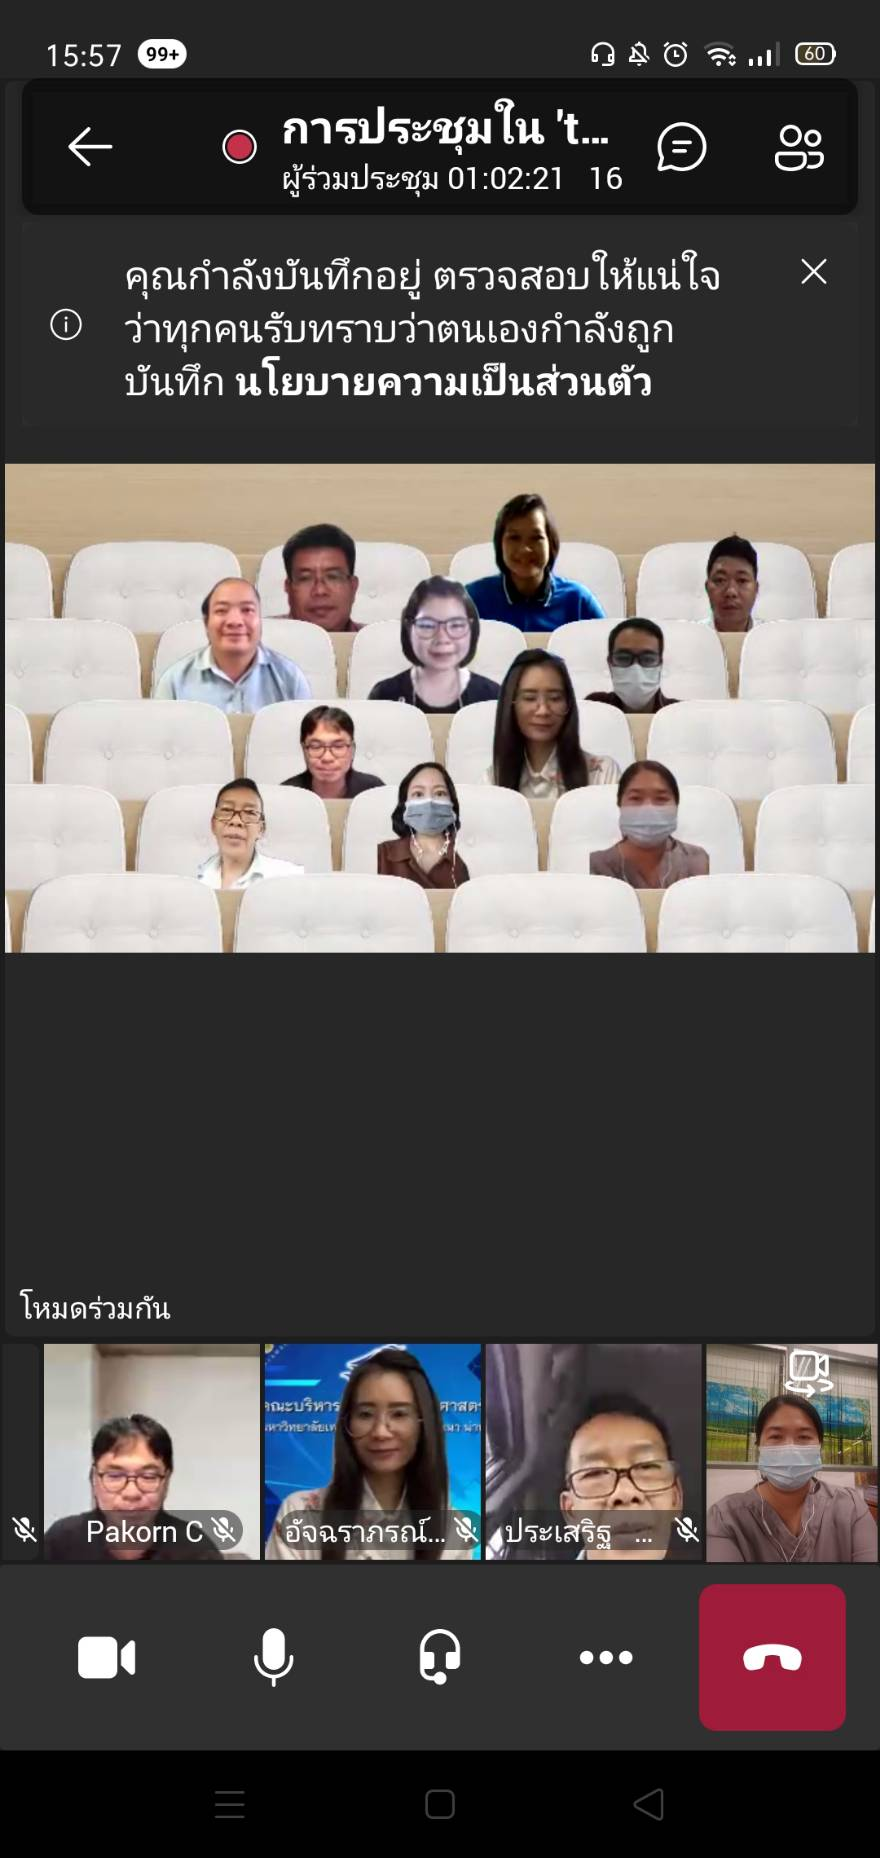 15:57 99+ 60
การประชุมใน 't...
ผู้ร่วมประชุม 01:02:21 16
คุณกำลังบันทึกอยู่ ตรวจสอบให้แน่ใจ
ว่าทุกคนรับทราบว่าตนเองกำลังถูก
บันทึก นโยบายความเป็นส่วนตัว
โหมดร่วมกัน
Pakorn C
อัจฉราภรณ์...
ประเสริฐ ...